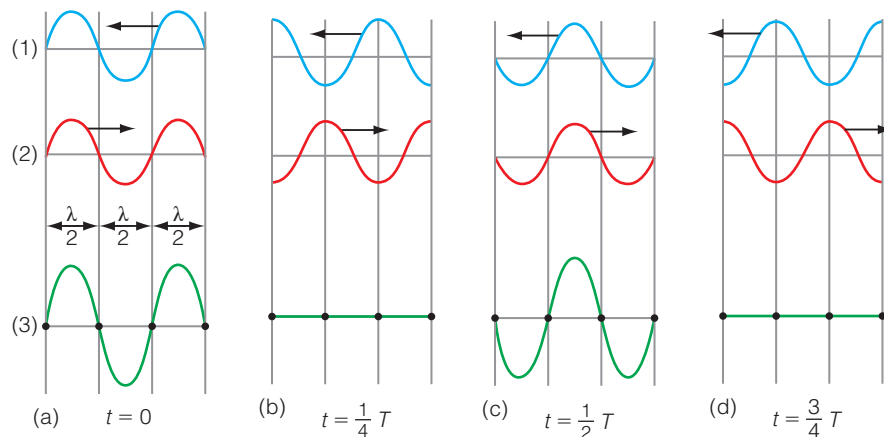 (1)
(2)
λ/2 λ/2 λ/2
(3)
(a) t = 0 (b) t = 1/4 T (c) t = 1/2 T (d) t = 3/4 T